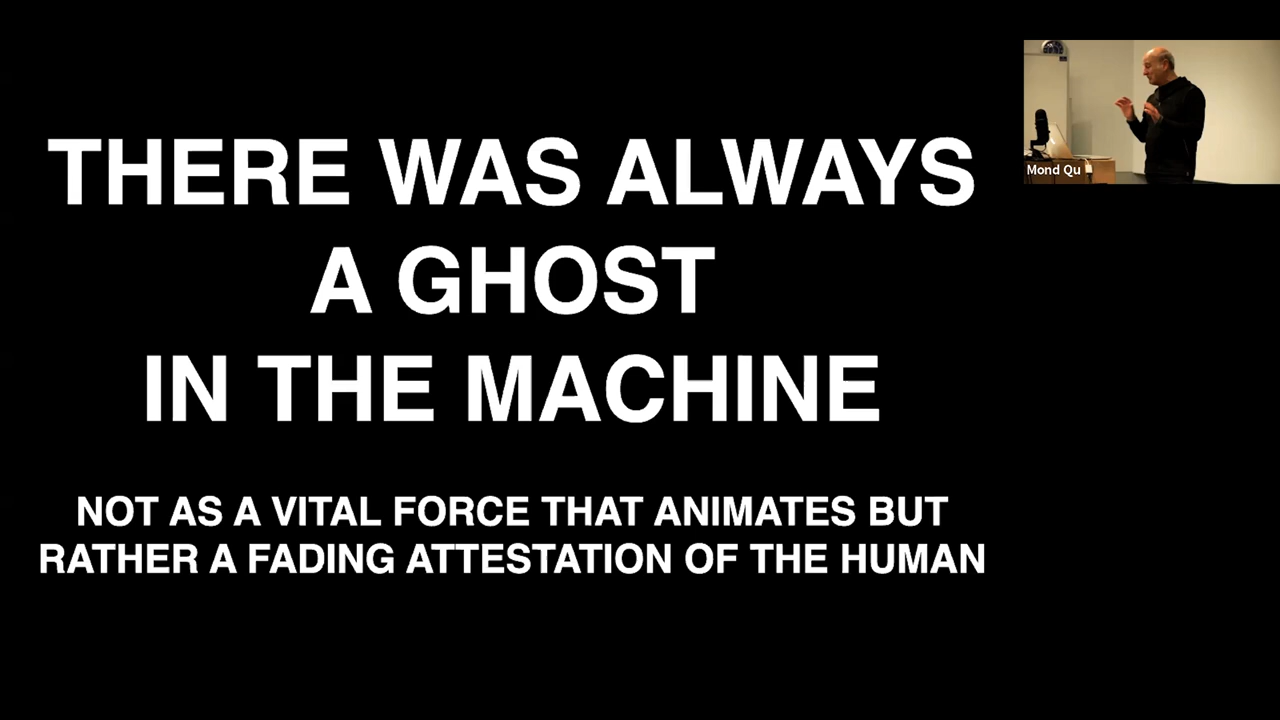 THERE WAS ALWAYS
A GHOST
IN THE MACHINE
NOT AS A VITAL FORCE THAT ANIMATES BUT
RATHER A FADING ATTESTATION OF THE HUMAN
Mond Qu